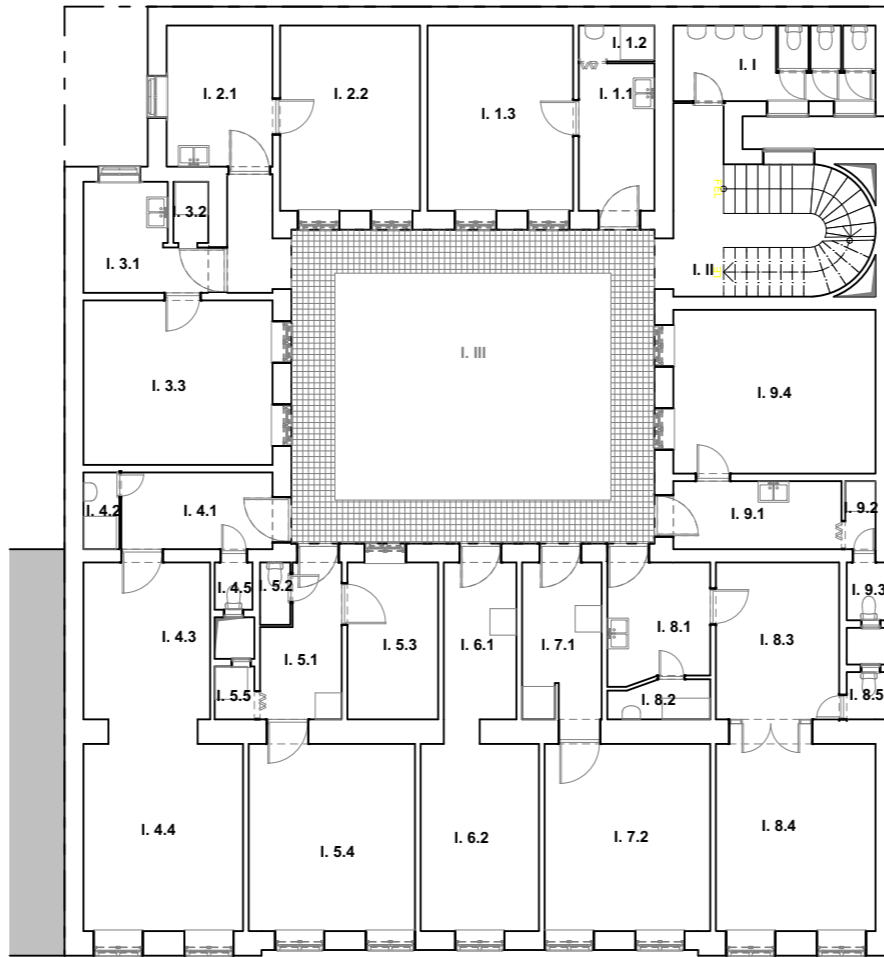 I. 1.2
I. I
I. 2.1
I. 2.2
I. 1.3
I. 1.1
I. 3.2
I. 3.1
I. II
I. III
I. 3.3
I. 9.4
I. 4.2
I. 4.1
I. 9.1
I. 9.2
I. 4.5
I. 5.2
I. 9.3
I. 4.3
I. 5.1
I. 5.3
I. 6.1
I. 7.1
I. 8.1
I. 8.3
I. 5.5
I. 8.2
I. 8.5
I. 4.4
I. 5.4
I. 6.2
I. 7.2
I. 8.4